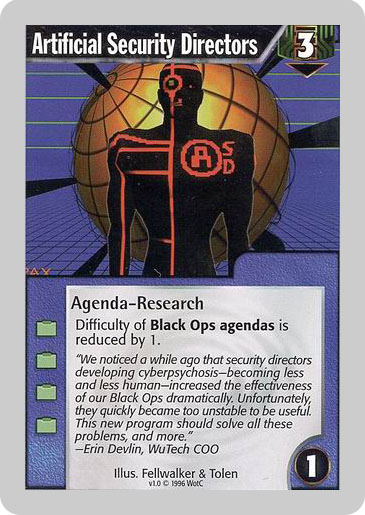 Artificial Security Directors
3
A S
D
RAY
Agenda-Research
Difficulty of Black Ops agendas is
reduced by 1.
"We noticed a while ago that security directors
developing cyberpsychosis—becoming less
and less human—increased the effectiveness
of our Black Ops dramatically. Unfortunately,
they quickly became too unstable to be useful.
This new program should solve all these
problems, and more."
—Erin Devlin, WuTech COO
1
Illus. Fellwalker & Tolen
v1.0 © 1996 WotC